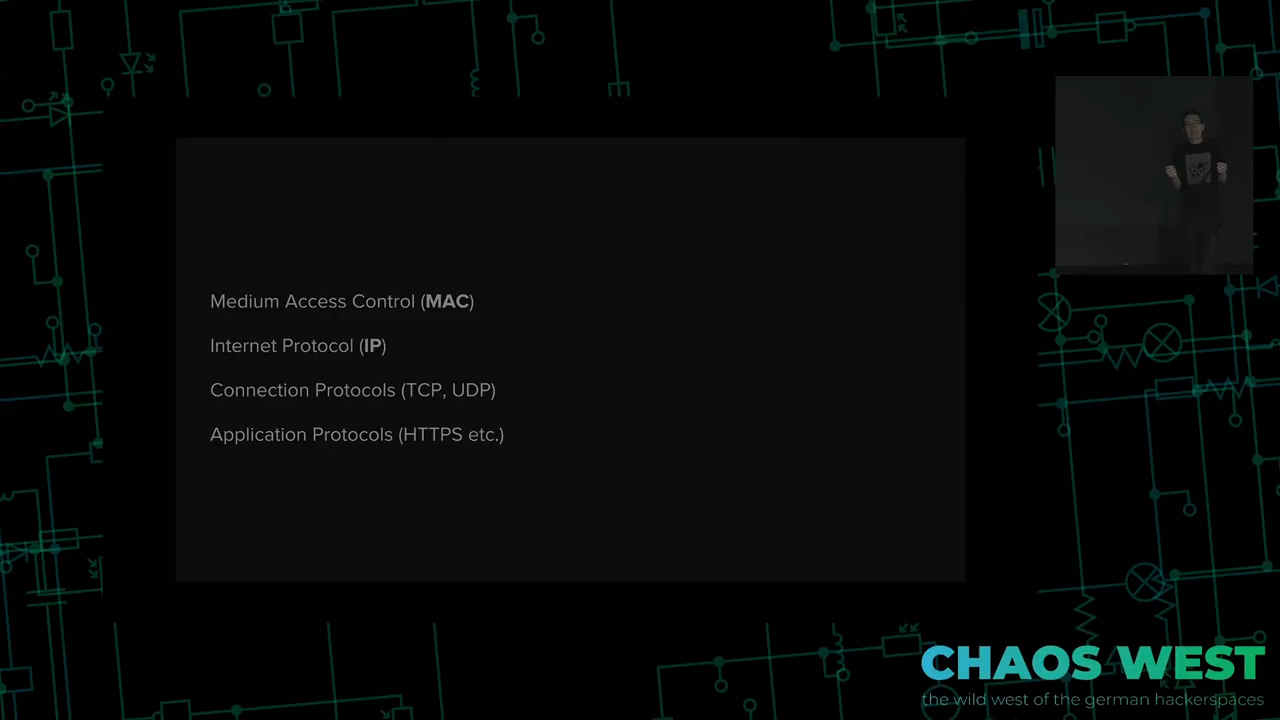 Medium Access Control (MAC)
Internet Protocol (IP)
Connection Protocols (TCP, UDP)
Application Protocols (HTTPS etc.)
CHAOS WEST
the wild west of the german hackerspaces